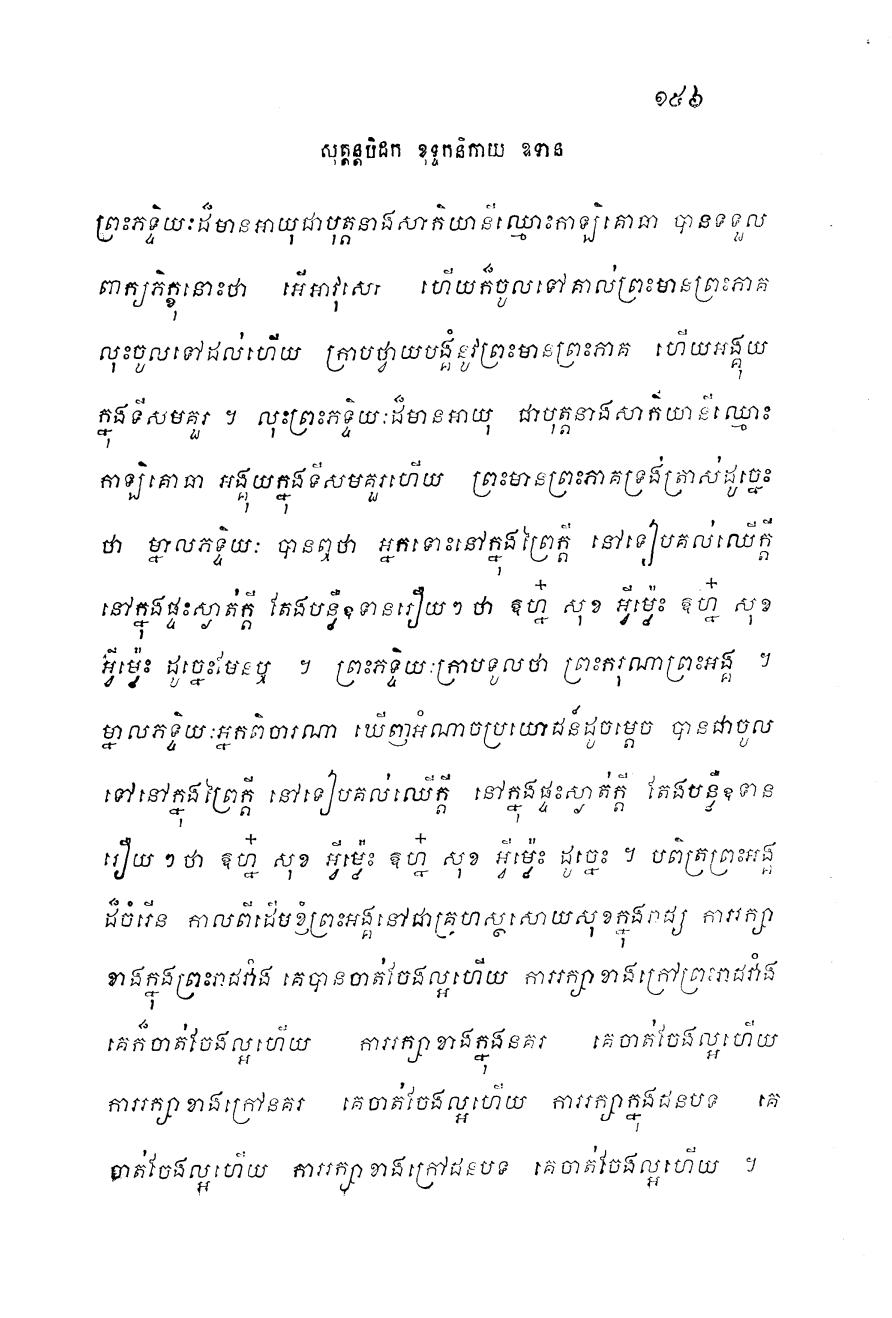 ១៥៦
សុត្តន្តបិដក ខុទ្ទកនិកាយ ឧទាន
ព្រះភទ្ទិយៈដ៏មានអាយុជាបុត្តនាងសាកិយានីឈ្មោះកាឡិគោធា បានទទួល
ពាក្យភិក្ខុនោះថា អើអាវុសោ ហើយក៏ចូលទៅគាល់ព្រះមានព្រះភាគ
លុះចូលទៅដល់ហើយ ក្រាបថ្វាយបង្គំនូវព្រះមានព្រះភាគ ហើយអង្គុយ
ក្នុងទីសមគួរ ។ លុះព្រះភទ្ទិយៈដ៏មានអាយុ ជាបុត្តនាងសាកិយានីឈ្មោះ
កាឡិគោធា អង្គុយក្នុងទីសមគួរហើយ ព្រះមានព្រះភាគទ្រង់ត្រាស់ដូច្នេះ
ថា ម្នាលភទ្ទិយៈ បានឮថា អ្នកទោះនៅក្នុងព្រៃក្តី នៅទៀបគល់ឈើក្តី
នៅក្នុងផ្ទះស្ងាត់ក្តី តែងបន្លឺឧទានរឿយៗថា ឱហ្ន៎ សុខ អ្វីម៉្លេះ ឱហ្ន៎ សុខ
អ្វីម៉្លេះ ដូច្នេះមែនឬ ។ ព្រះភទ្ទិយៈក្រាបទូលថា ព្រះករុណាព្រះអង្គ ។
ម្នាលភទ្ទិយៈអ្នកពិចារណា ឃើញអំណាចប្រយោជន៍ដូចម្តេច បានជាចូល
ទៅនៅក្នុងព្រៃក្តី នៅទៀបគល់ឈើក្តី នៅក្នុងផ្ទះស្ងាត់ក្តី តែងបន្លឺឧទាន
រឿយៗថា ឱហ្ន៎ សុខ អ្វីម៉្លេះ ឱហ្ន៎ សុខ អ្វីម៉្លេះ ដូច្នេះ ។ បពិត្រព្រះអង្គ
ដ៏ចំរើន កាលពីដើមខ្ញុំព្រះអង្គនៅជាគ្រហស្ថសោយសុខក្នុងរាជ្យ ការរក្សា
ខាងក្នុងព្រះរាជវាំង គេបានចាត់ចែងល្អហើយ ការរក្សាខាងក្រៅព្រះរាជវាំង
គេក៏ចាត់ចែងល្អហើយ ការរក្សាខាងក្នុងនគរ គេចាត់ចែងល្អហើយ
ការរក្សាខាងក្រៅនគរ គេចាត់ចែងល្អហើយ ការរក្សាក្នុងជនបទ គេ
ចាត់ចែងល្អហើយ ការរក្សាខាងក្រៅជនបទ គេចាត់ចែងល្អហើយ ។